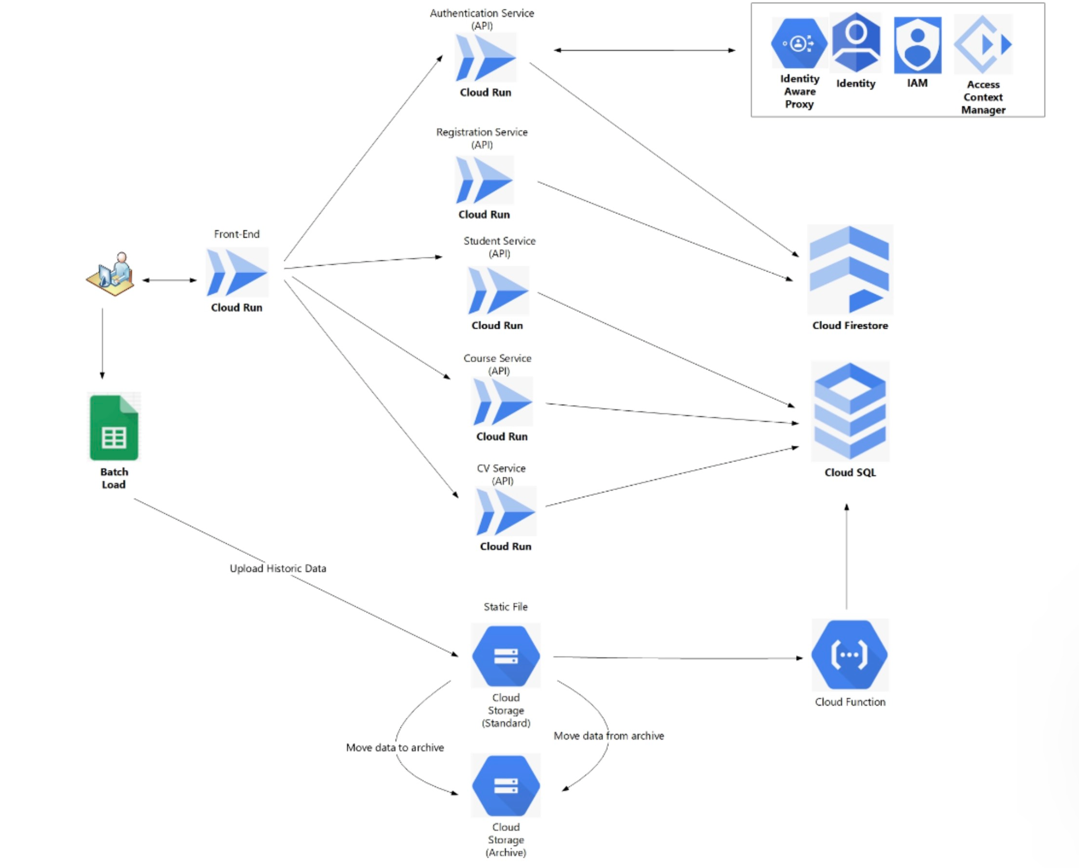 Authentication Service
(API)
Cloud Run
Identity
Aware
Proxy
Identity
IAM
Access
Context
Manager
Registration Service
(API)
Cloud Run
Front-End
Cloud Run
Student Service
(API)
Cloud Run
Cloud Firestore
Course Service
(API)
Cloud Run
Batch
Load
CV Service
(API)
Cloud Run
Cloud SQL
Upload Historic Data
Static File
Cloud
Storage
(Standard)
Cloud Function
Move data to archive
Move data from archive
Cloud
Storage
(Archive)